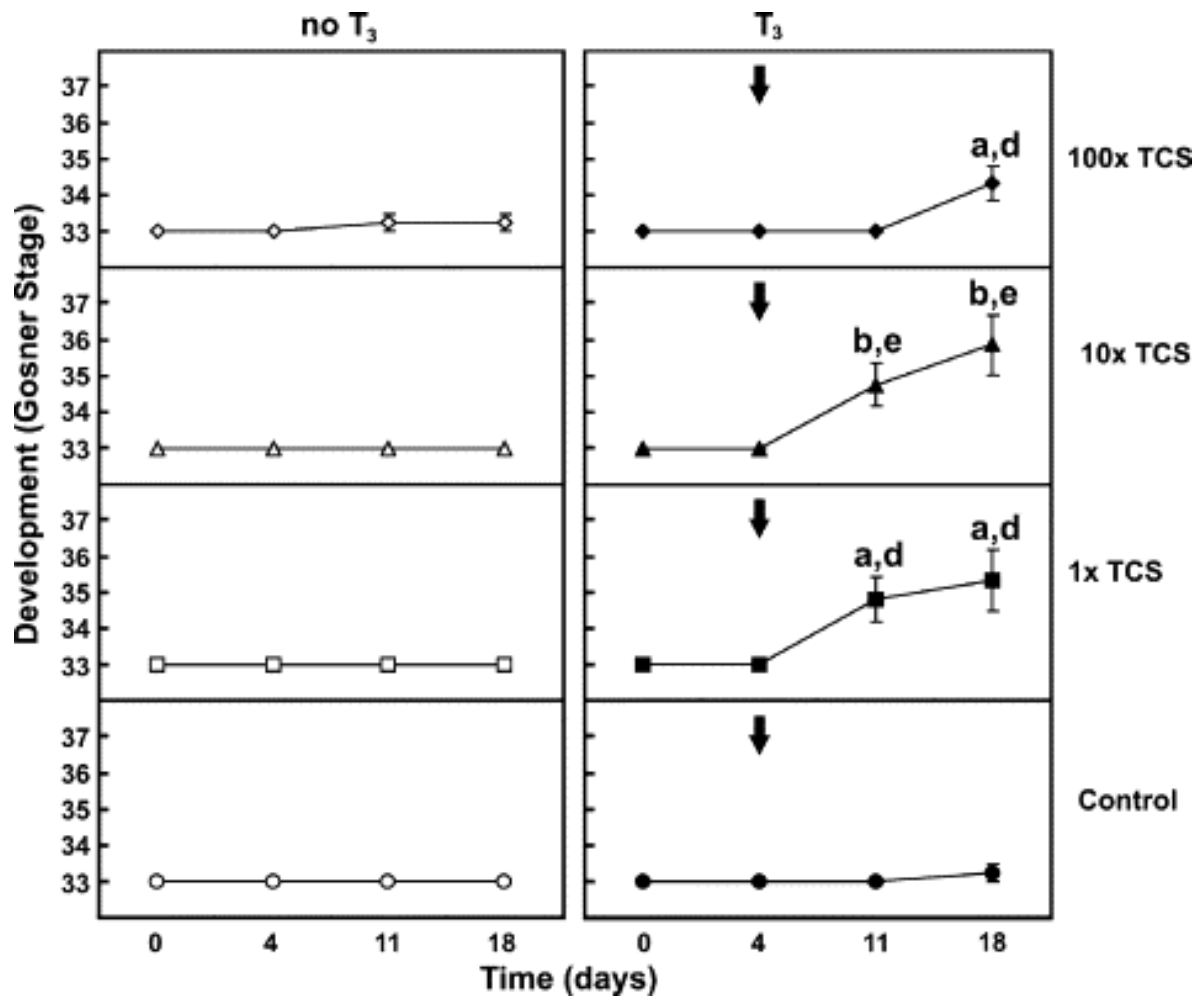 no T3
T3
37
36
35
34
33
a,d
100x TCS
37
36
35
34
33
b,e
b,e
10x TCS
37
36
35
34
33
a,d
a,d
1x TCS
37
36
35
34
33
Control
0 4 11 18
0 4 11 18
Time (days)
Development (Gosner Stage)